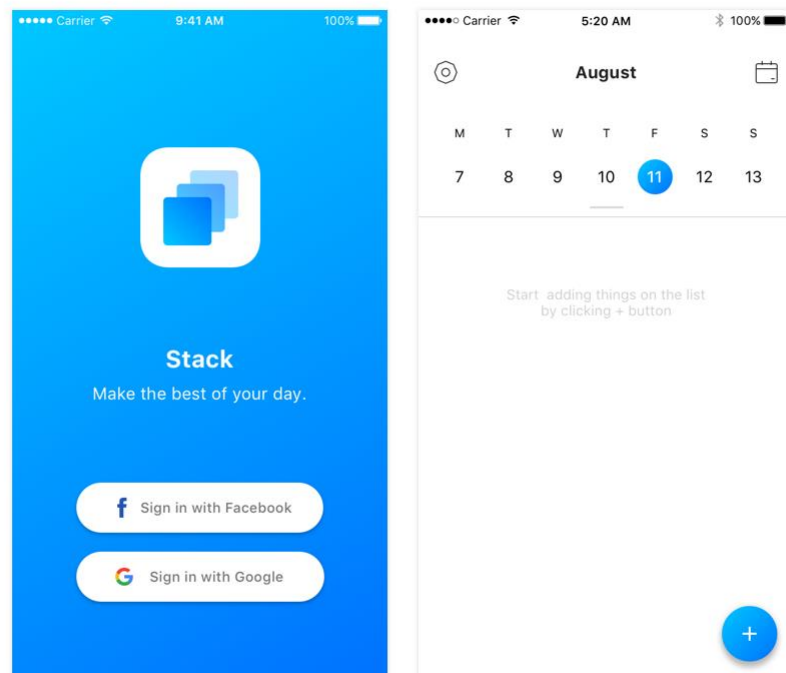 Carrier 9:41 AM 100%
Stack
Make the best of your day.
f Sign in with Facebook
G Sign in with Google
Carrier 5:20 AM 100%
August
M T W T F S S
7 8 9 10 11 12 13
Start adding things on the list
by clicking + button
+